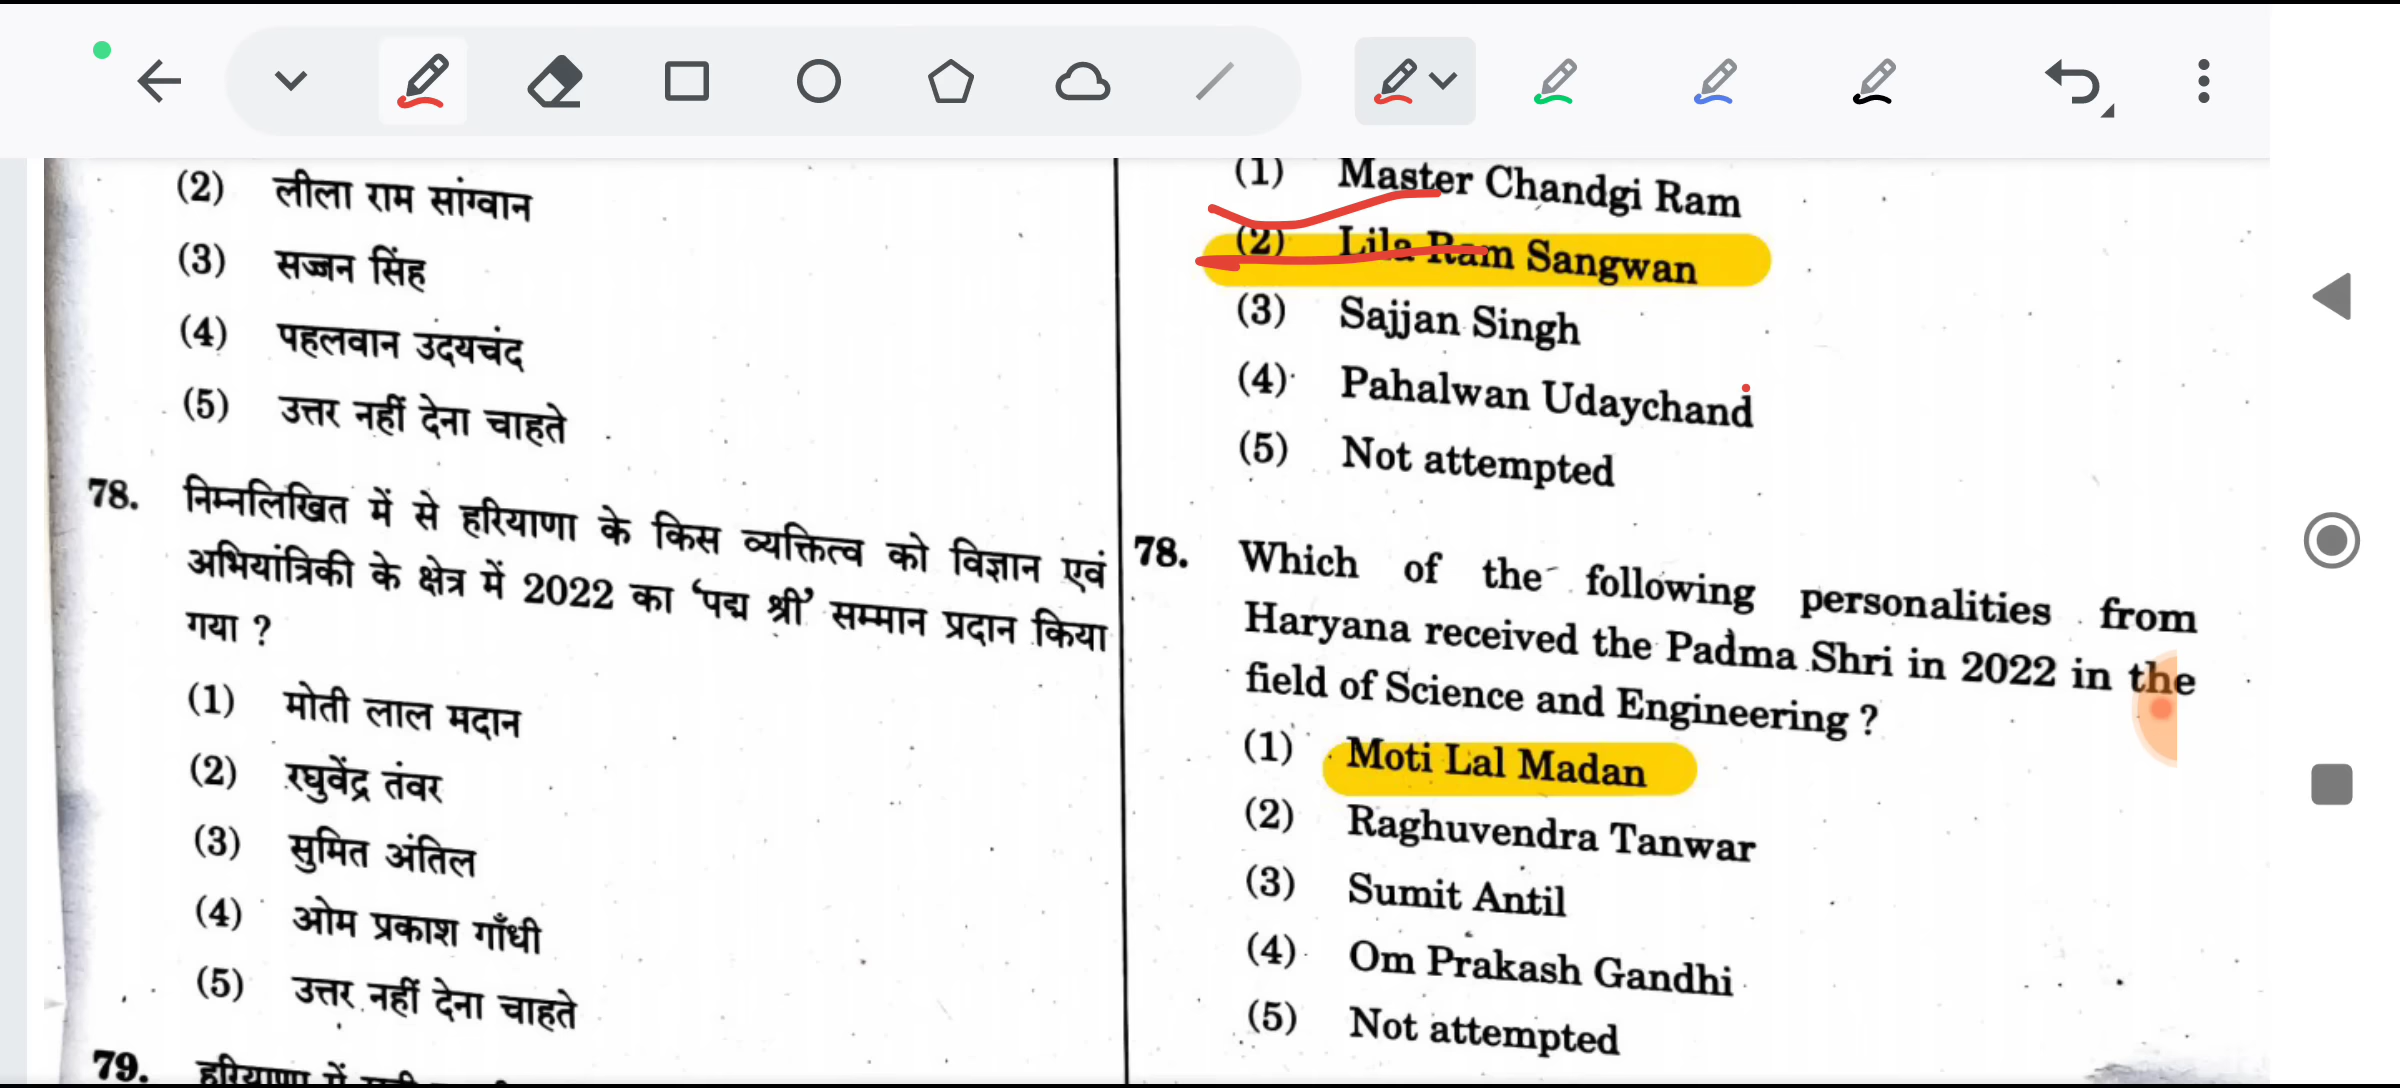 (2) लीला राम सांग्वान
(3) सज्जन सिंह
(4) पहलवान उदयचंद
(5) उत्तर नहीं देना चाहते
78. निम्नलिखित में से हरियाणा के किस व्यक्तित्व को विज्ञान एवं
अभियांत्रिकी के क्षेत्र में 2022 का ‘पद्म श्री’ सम्मान प्रदान किया
गया ?
(1) मोती लाल मदान
(2) रघुवेंद्र तंवर
(3) सुमित अंतिल
(4) ओम प्रकाश गाँधी
(5) उत्तर नहीं देना चाहते
79. हरियाणा में
(1) Master Chandgi Ram
(2) Lila Ram Sangwan
(3) Sajjan Singh
(4) Pahalwan Udaychand
(5) Not attempted
78. Which of the following personalities from
Haryana received the Padma Shri in 2022 in the
field of Science and Engineering ?
(1) Moti Lal Madan
(2) Raghuvendra Tanwar
(3) Sumit Antil
(4) Om Prakash Gandhi
(5) Not attempted